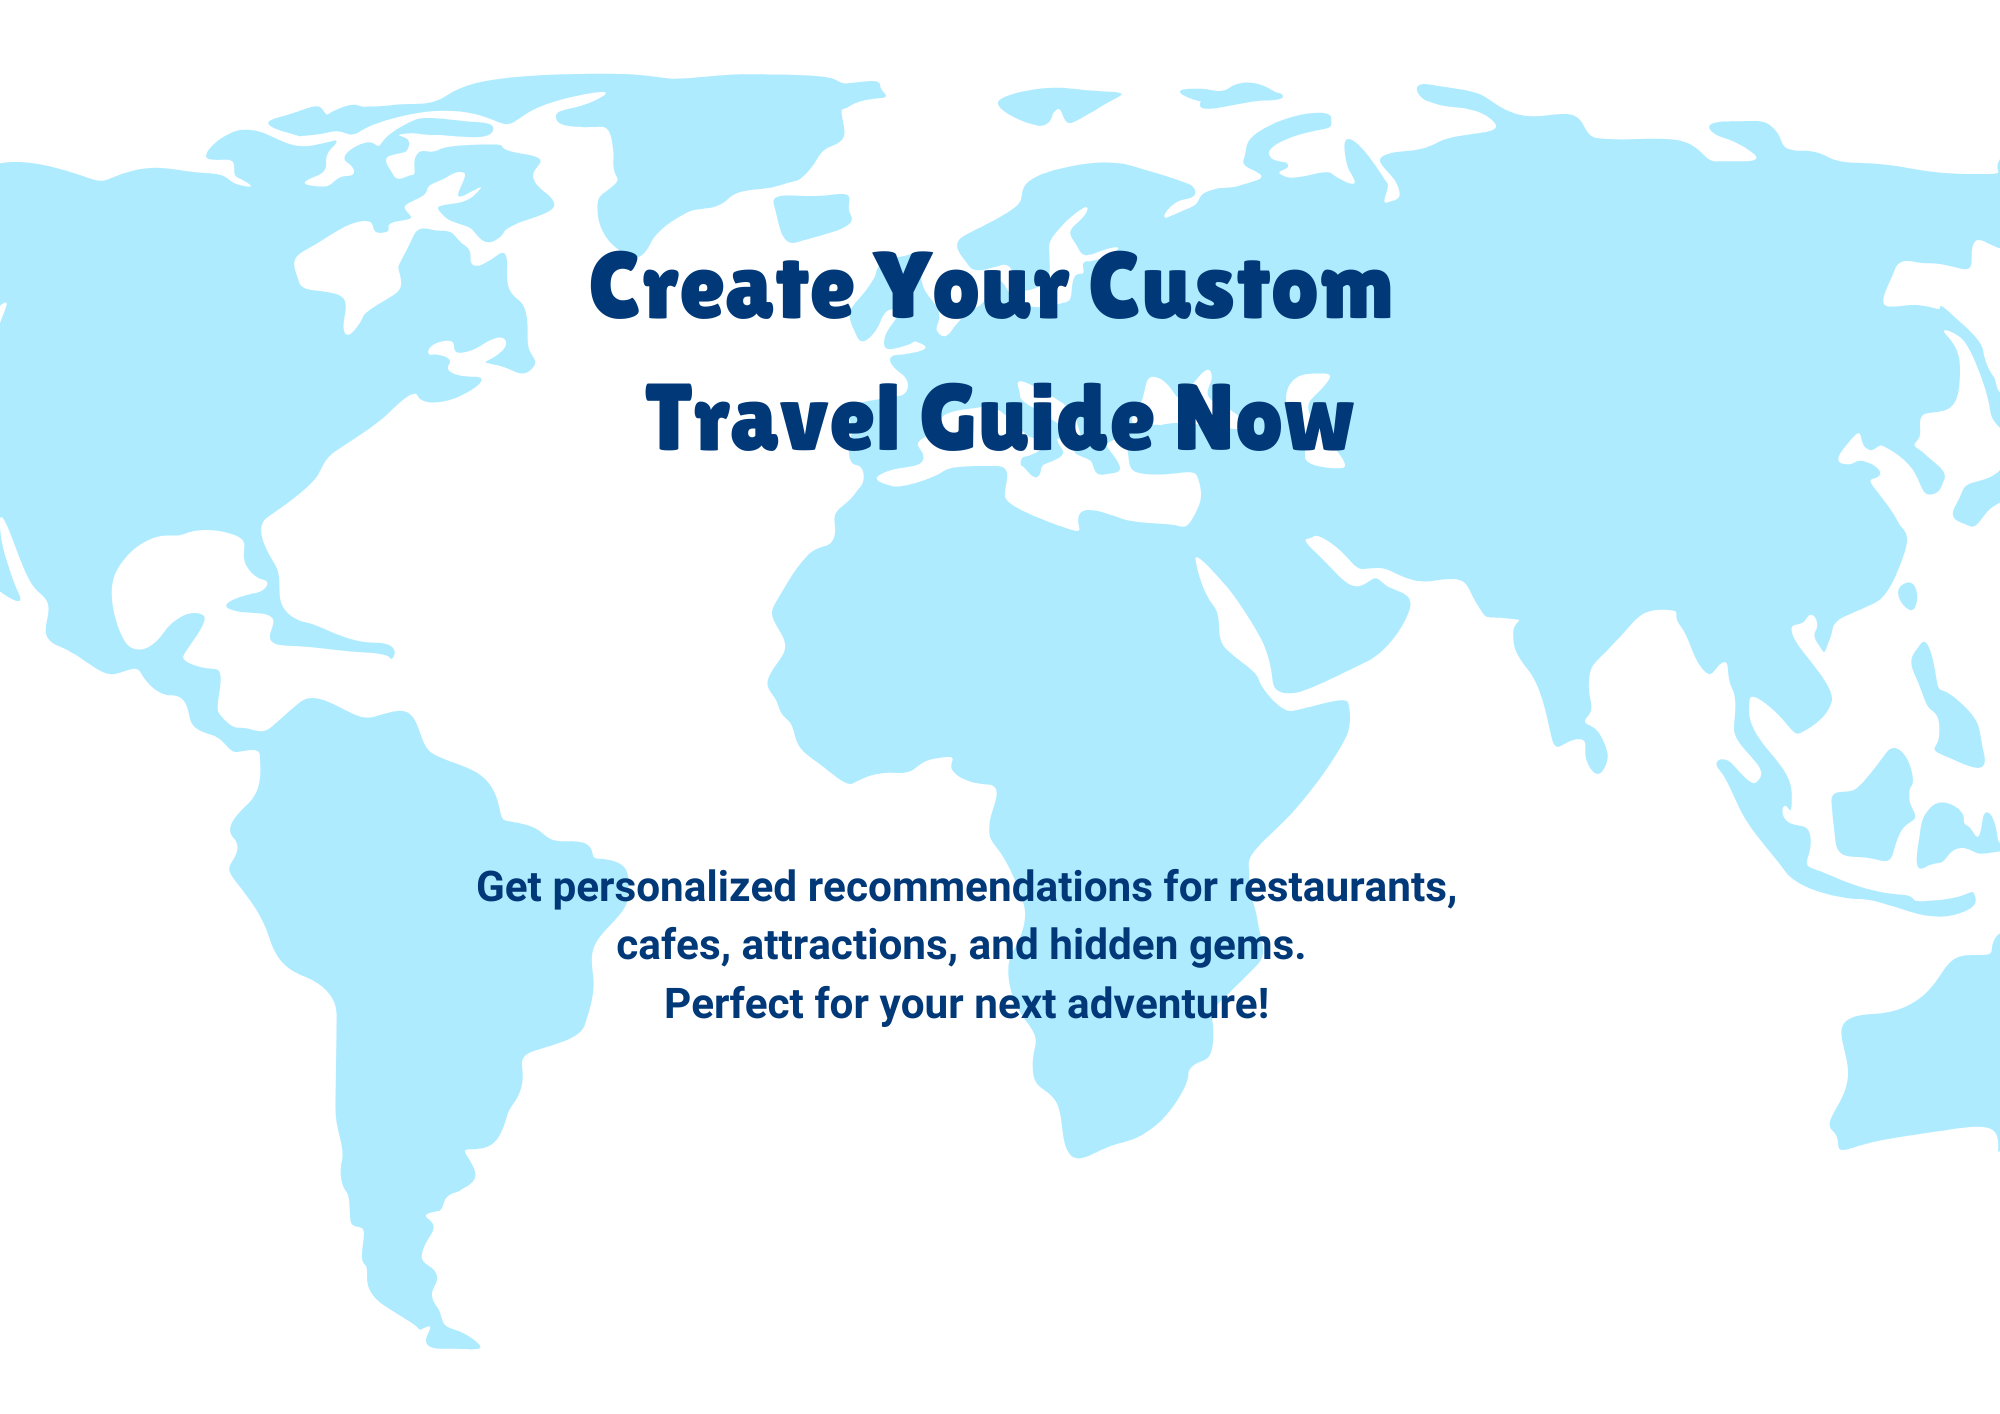 Create Your Custom
Travel Guide Now
Get personalized recommendations for restaurants,
cafes, attractions, and hidden gems.
Perfect for your next adventure!